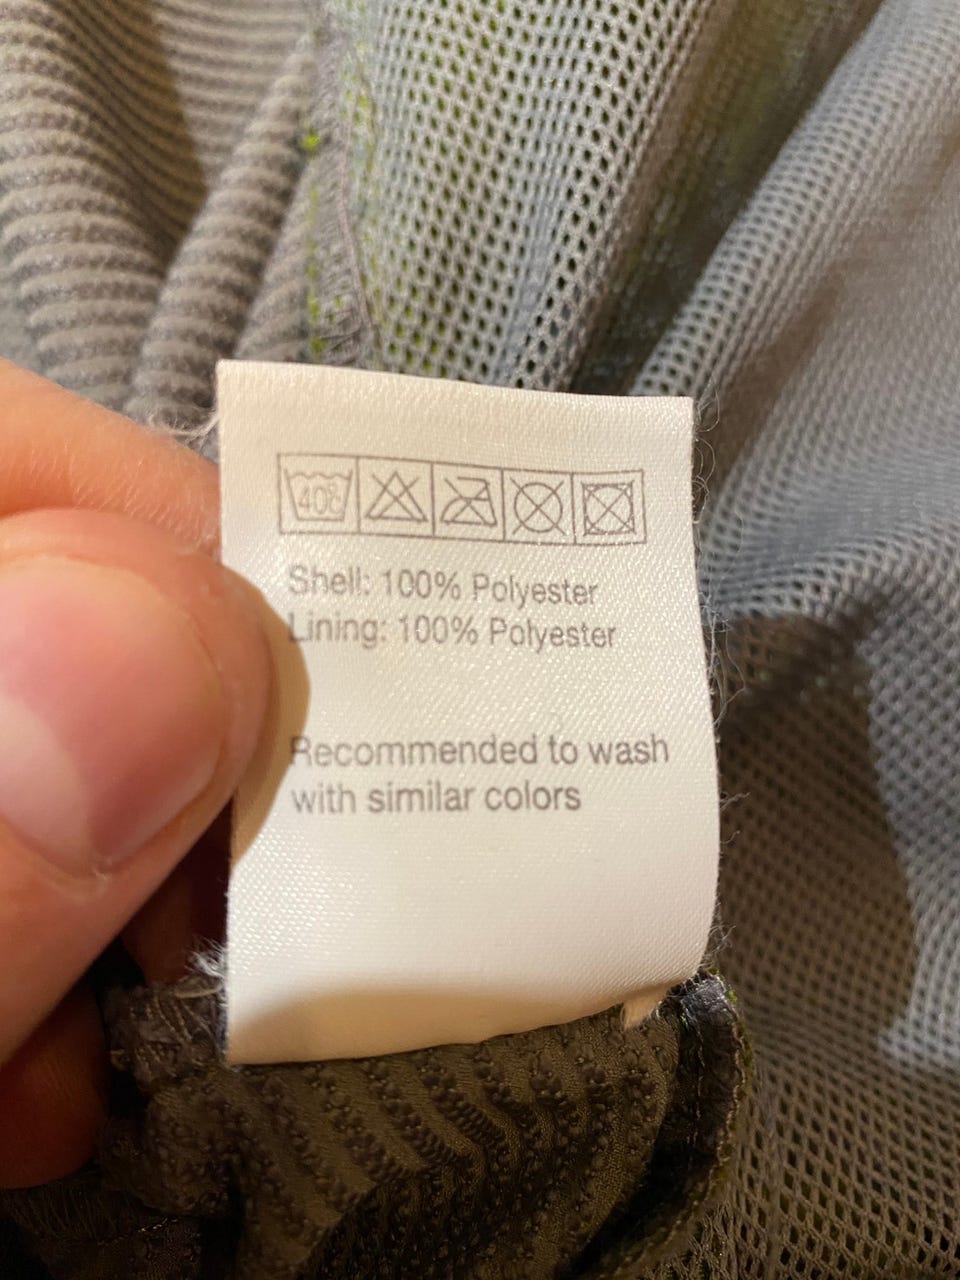 40°C
Shell: 100% Polyester
Lining: 100% Polyester
Recommended to wash
with similar colors